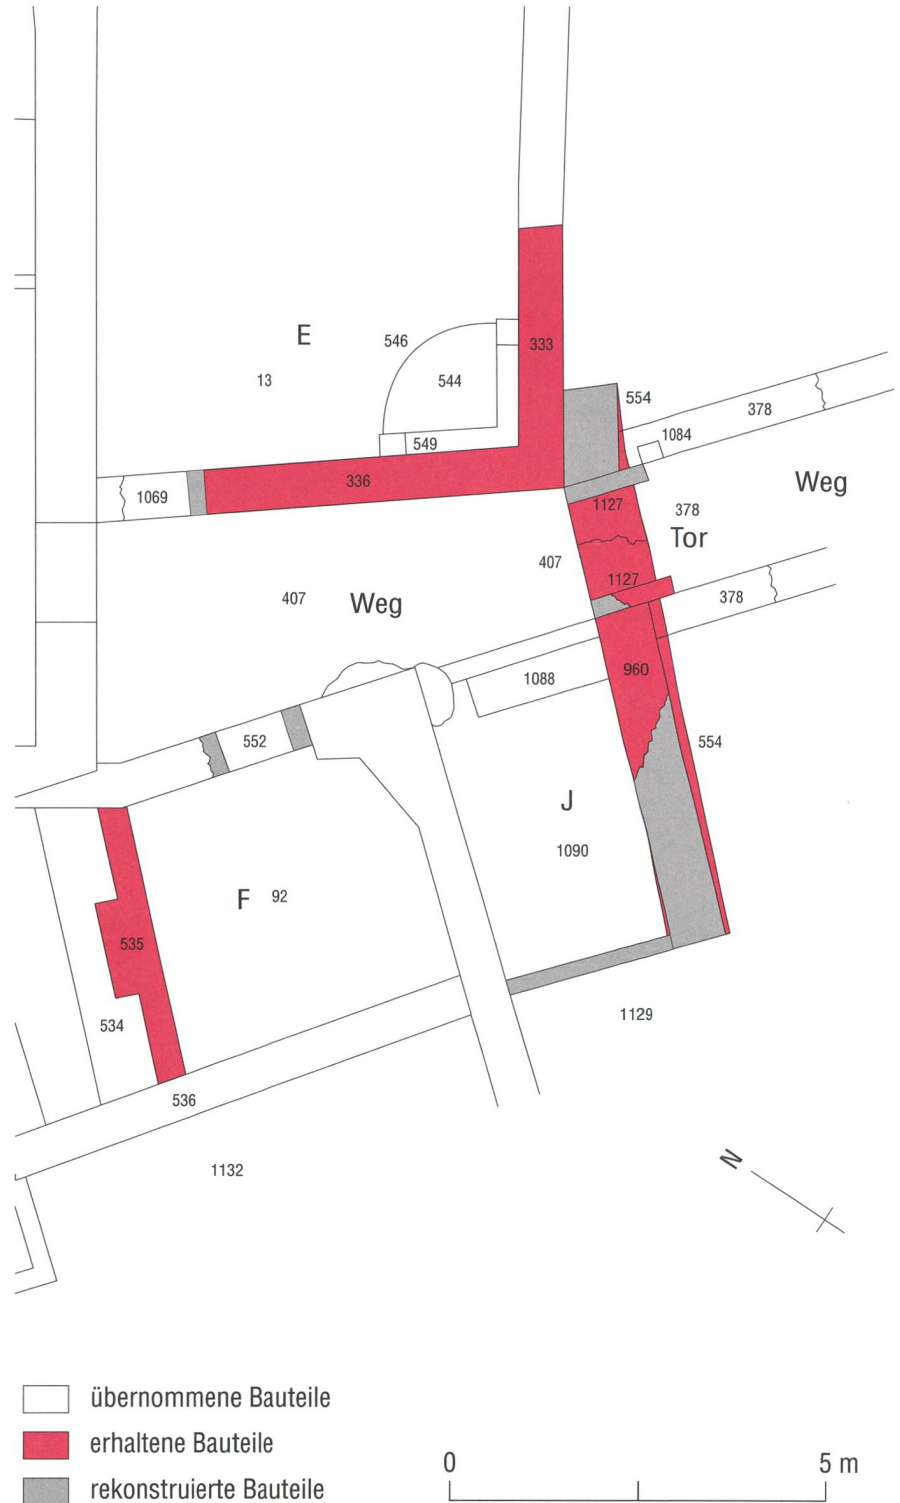 E
546
333
13
544
554
378
549
1084
336
1069
Weg
1127
378
Tor
407
1127
407
Weg
378
960
1088
552
554
J
1090
F 92
535
534
1129
536
1132
N
übernommene Bauteile
erhaltene Bauteile
rekonstruierte Bauteile
0 5 m